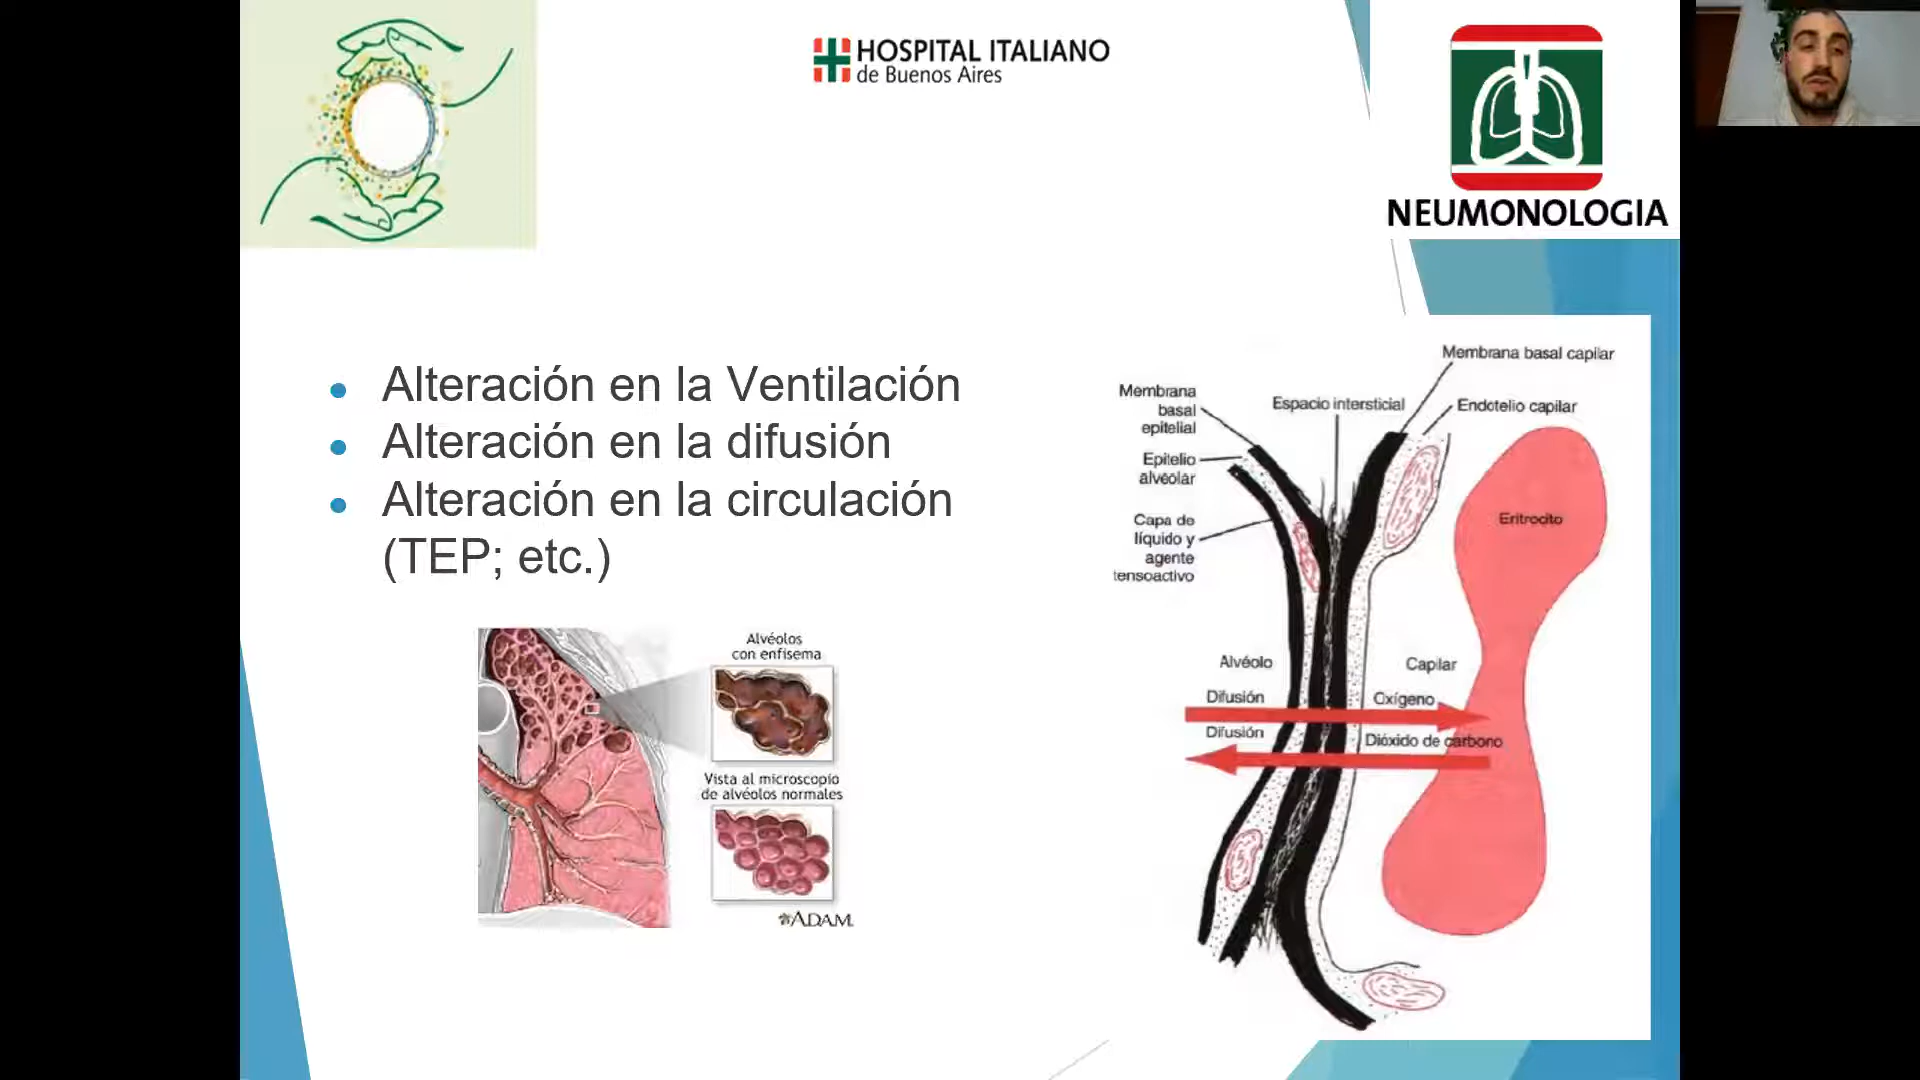 HOSPITAL ITALIANO
de Buenos Aires
NEUMONOLOGIA
Alteración en la Ventilación
Alteración en la difusión
Alteración en la circulación
(TEP; etc.)
Alvéolos
con enfisema
Vista al microscopio
de alvéolos normales
ADAM.
Membrana basal capilar
Membrana
basal
epitelial
Espacio intersticial
Endotelio capilar
Epitelio
alveolar
Capa de
líquido y
agente
tensoactivo
Eritrocito
Alvéolo
Capilar
Difusión
Oxígeno
Difusión
Dióxido de carbono